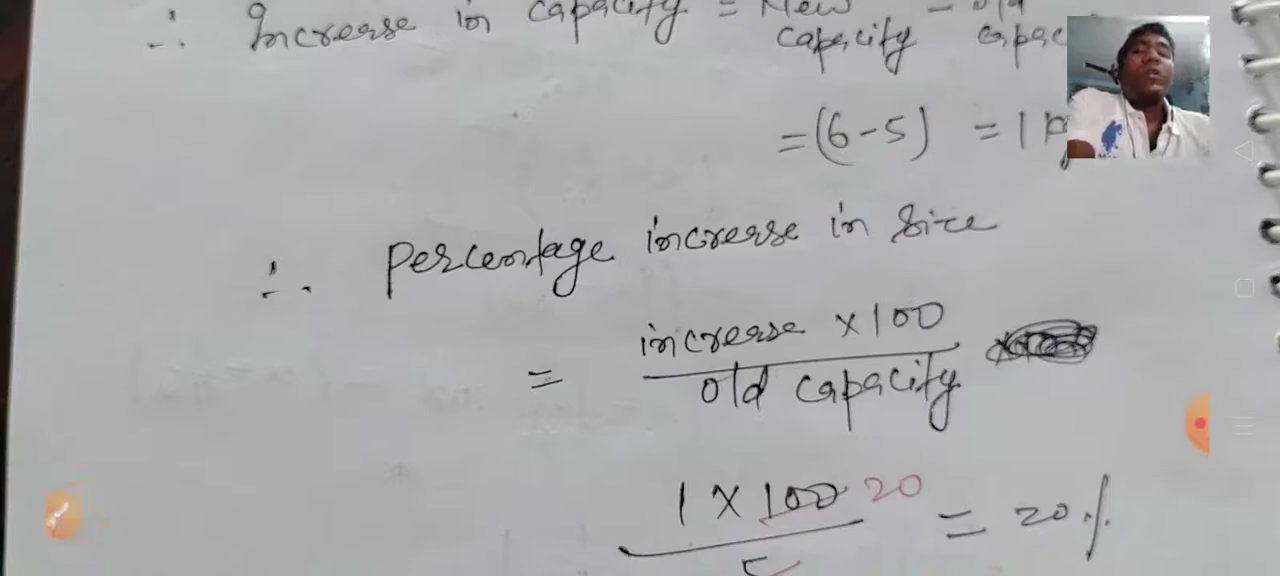 ∴ Increase in capacity = New - old
capacity
= (6-5) = 1
∴ Percentage increase in size
= increase × 100
old capacity
1 × 100 20 = 20%
5